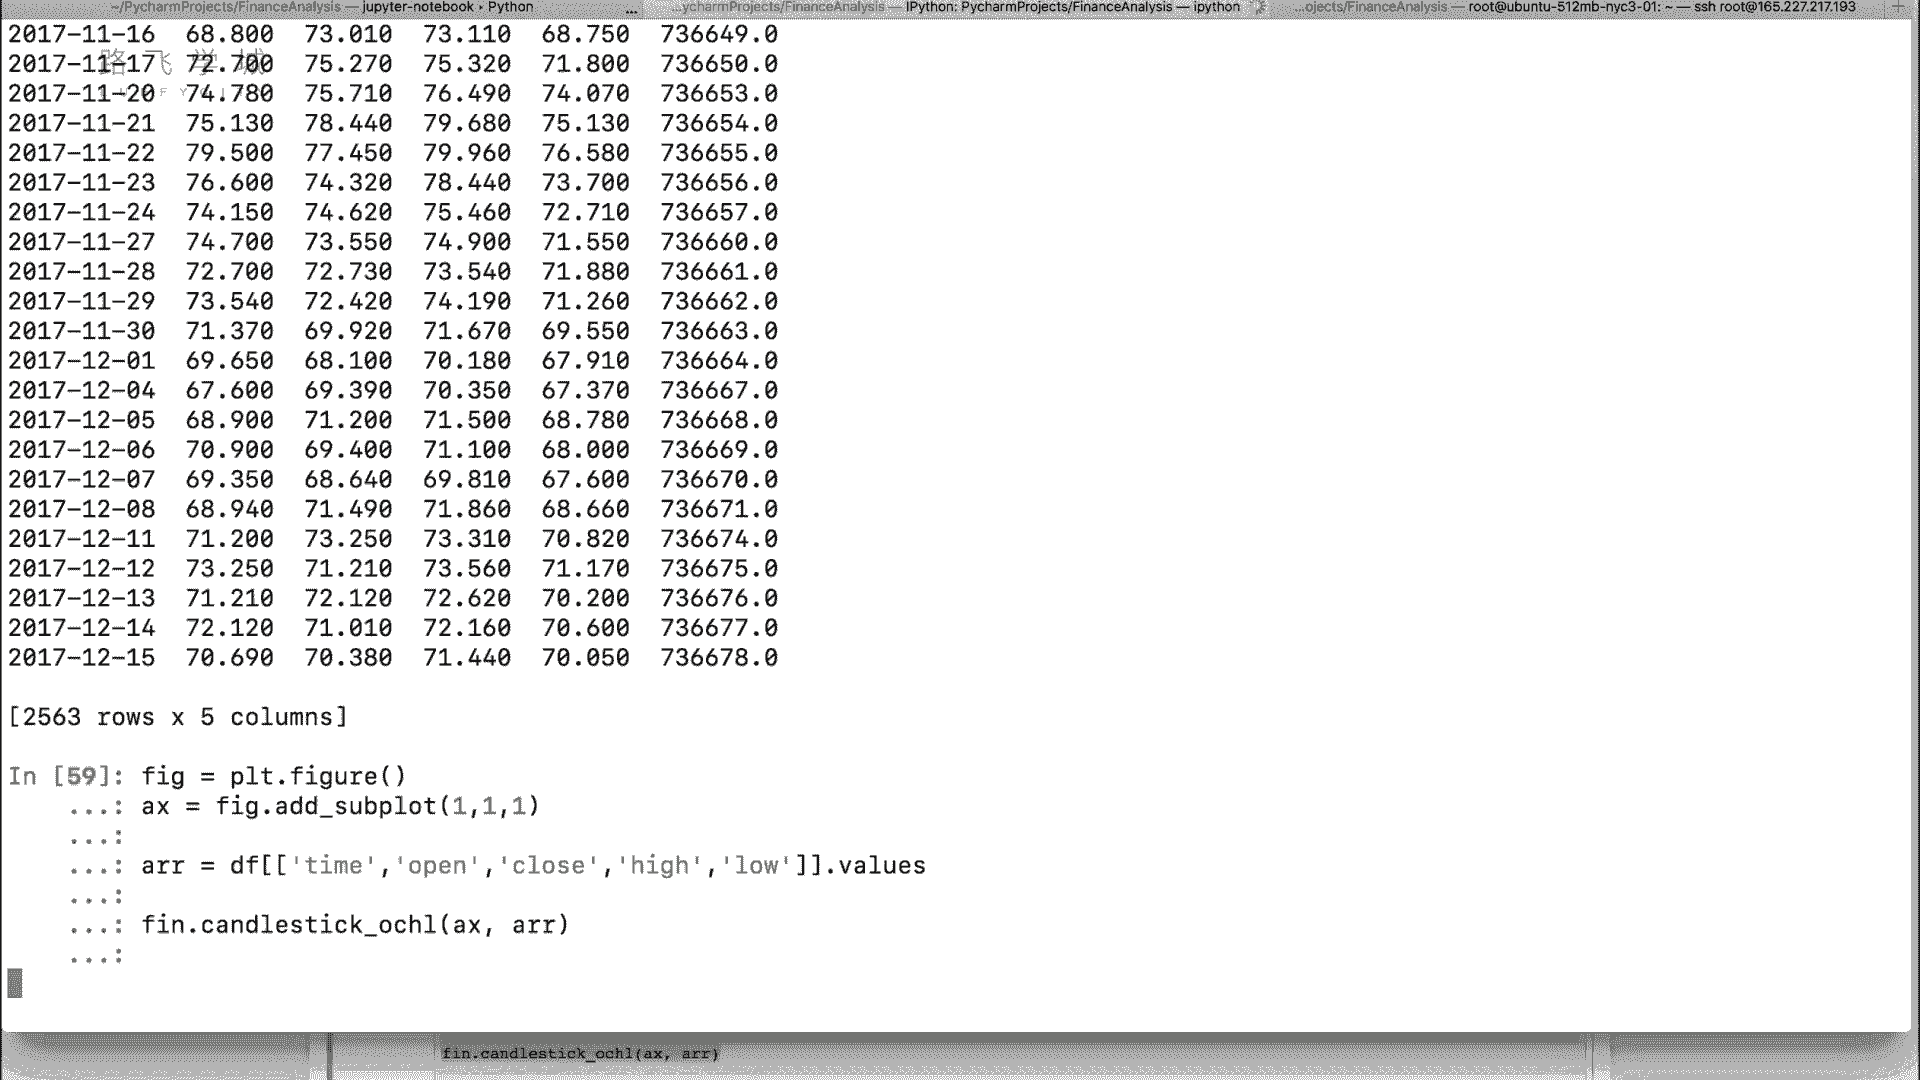 ~/PycharmProjects/FinanceAnalysis — jupyter-notebook ▸ Python ... ...ycharmProjects/FinanceAnalysis — IPython: PycharmProjects/FinanceAnalysis — ipython ...ojects/FinanceAnalysis — root@ubuntu-512mb-nyc3-01: ~ — ssh root@165.227.217.193 +
2017-11-16 68.800 73.010 73.110 68.750 736649.0
路飞学城
2017-11-17 72.700 75.270 75.320 71.800 736650.0
2017-11-20 74.780 75.710 76.490 74.070 736653.0
2017-11-21 75.130 78.440 79.680 75.130 736654.0
2017-11-22 79.500 77.450 79.960 76.580 736655.0
2017-11-23 76.600 74.320 78.440 73.700 736656.0
2017-11-24 74.150 74.620 75.460 72.710 736657.0
2017-11-27 74.700 73.550 74.900 71.550 736660.0
2017-11-28 72.700 72.730 73.540 71.880 736661.0
2017-11-29 73.540 72.420 74.190 71.260 736662.0
2017-11-30 71.370 69.920 71.670 69.550 736663.0
2017-12-01 69.650 68.100 70.180 67.910 736664.0
2017-12-04 67.600 69.390 70.350 67.370 736667.0
2017-12-05 68.900 71.200 71.500 68.780 736668.0
2017-12-06 70.900 69.400 71.100 68.000 736669.0
2017-12-07 69.350 68.640 69.810 67.600 736670.0
2017-12-08 68.940 71.490 71.860 68.660 736671.0
2017-12-11 71.200 73.250 73.310 70.820 736674.0
2017-12-12 73.250 71.210 73.560 71.170 736675.0
2017-12-13 71.210 72.120 72.620 70.200 736676.0
2017-12-14 72.120 71.010 72.160 70.600 736677.0
2017-12-15 70.690 70.380 71.440 70.050 736678.0
[2563 rows x 5 columns]
In [59]: fig = plt.figure()
...: ax = fig.add_subplot(1,1,1)
...:
...: arr = df[['time','open','close','high','low']].values
...:
...: fin.candlestick_ochl(ax, arr)
...:
fin.candlestick_ochl(ax, arr)